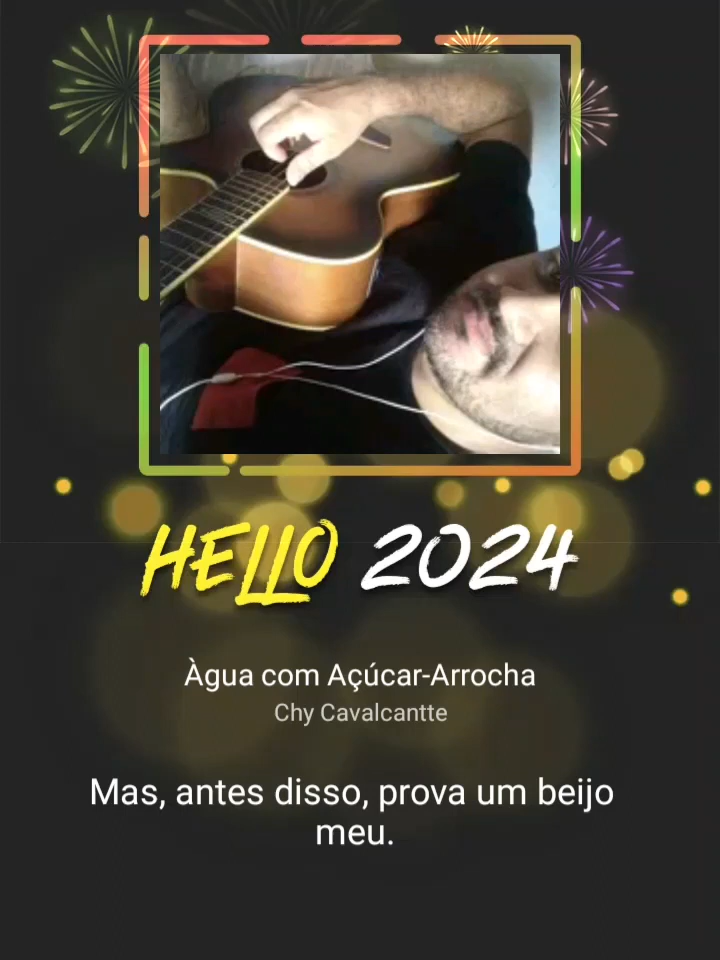 HELLO 2024
Àgua com Açúcar-Arrocha
Chy Cavalcantte
Mas, antes disso, prova um beijo
meu.